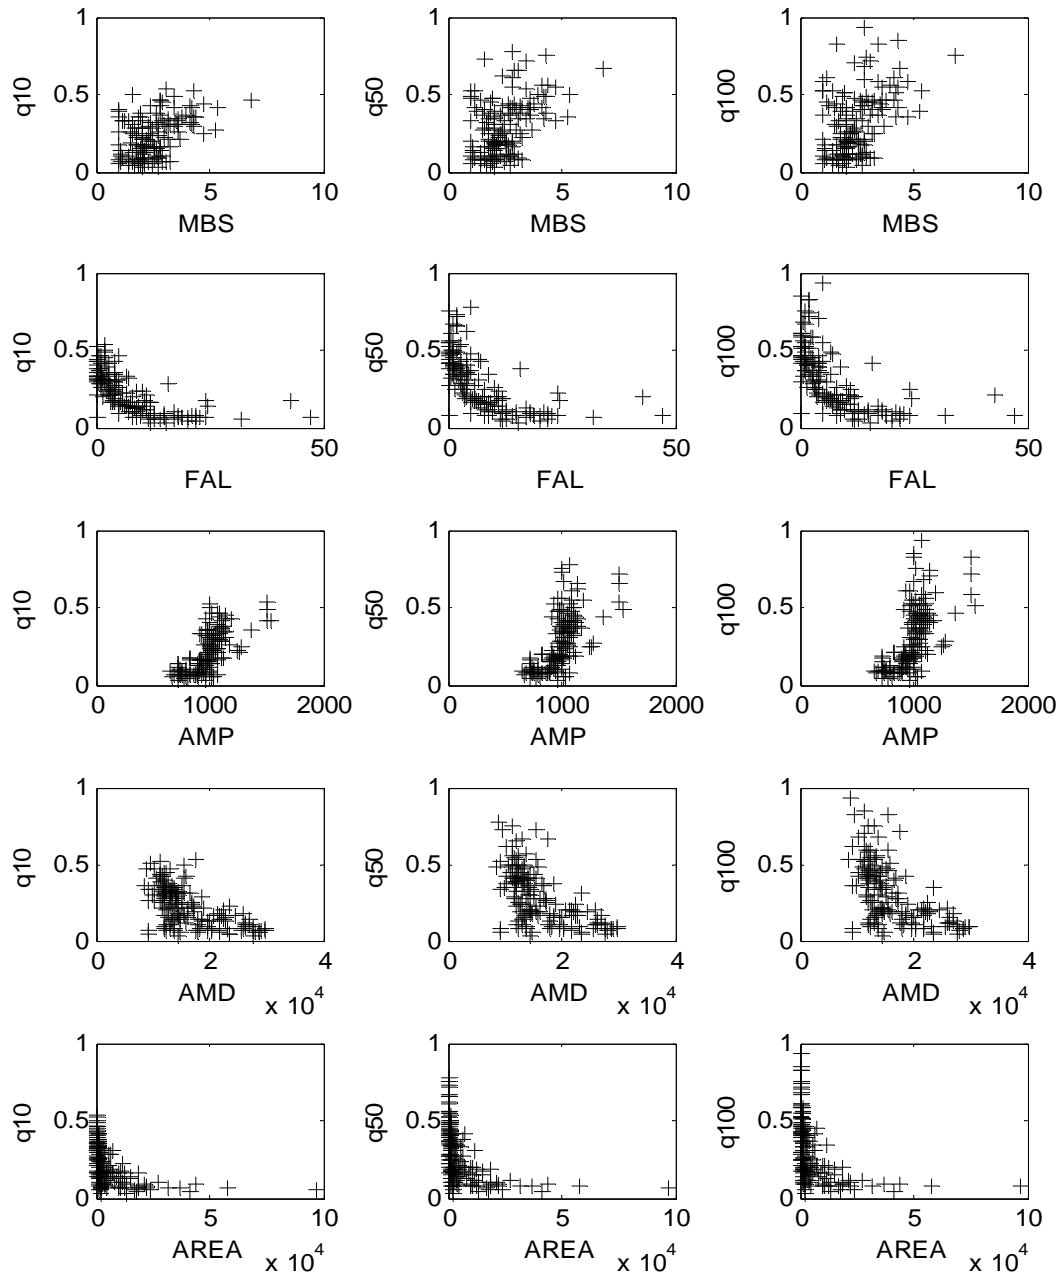 1 1 1
q10 0.5 q50 0.5 q100 0.5
0 0 0
0 5 10 0 5 10 0 5 10
MBS MBS MBS
1 1 1
q10 0.5 q50 0.5 q100 0.5
0 0 0
0 50 0 50 0 50
FAL FAL FAL
1 1 1
q10 0.5 q50 0.5 q100 0.5
0 0 0
0 1000 2000 0 1000 2000 0 1000 2000
AMP AMP AMP
1 1 1
q10 0.5 q50 0.5 q100 0.5
0 0 0
0 2 4 0 2 4 0 2 4
AMD x 10^4 AMD x 10^4 AMD x 10^4
1 1 1
q10 0.5 q50 0.5 q100 0.5
0 0 0
0 5 10 0 5 10 0 5 10
AREA x 10^4 AREA x 10^4 AREA x 10^4